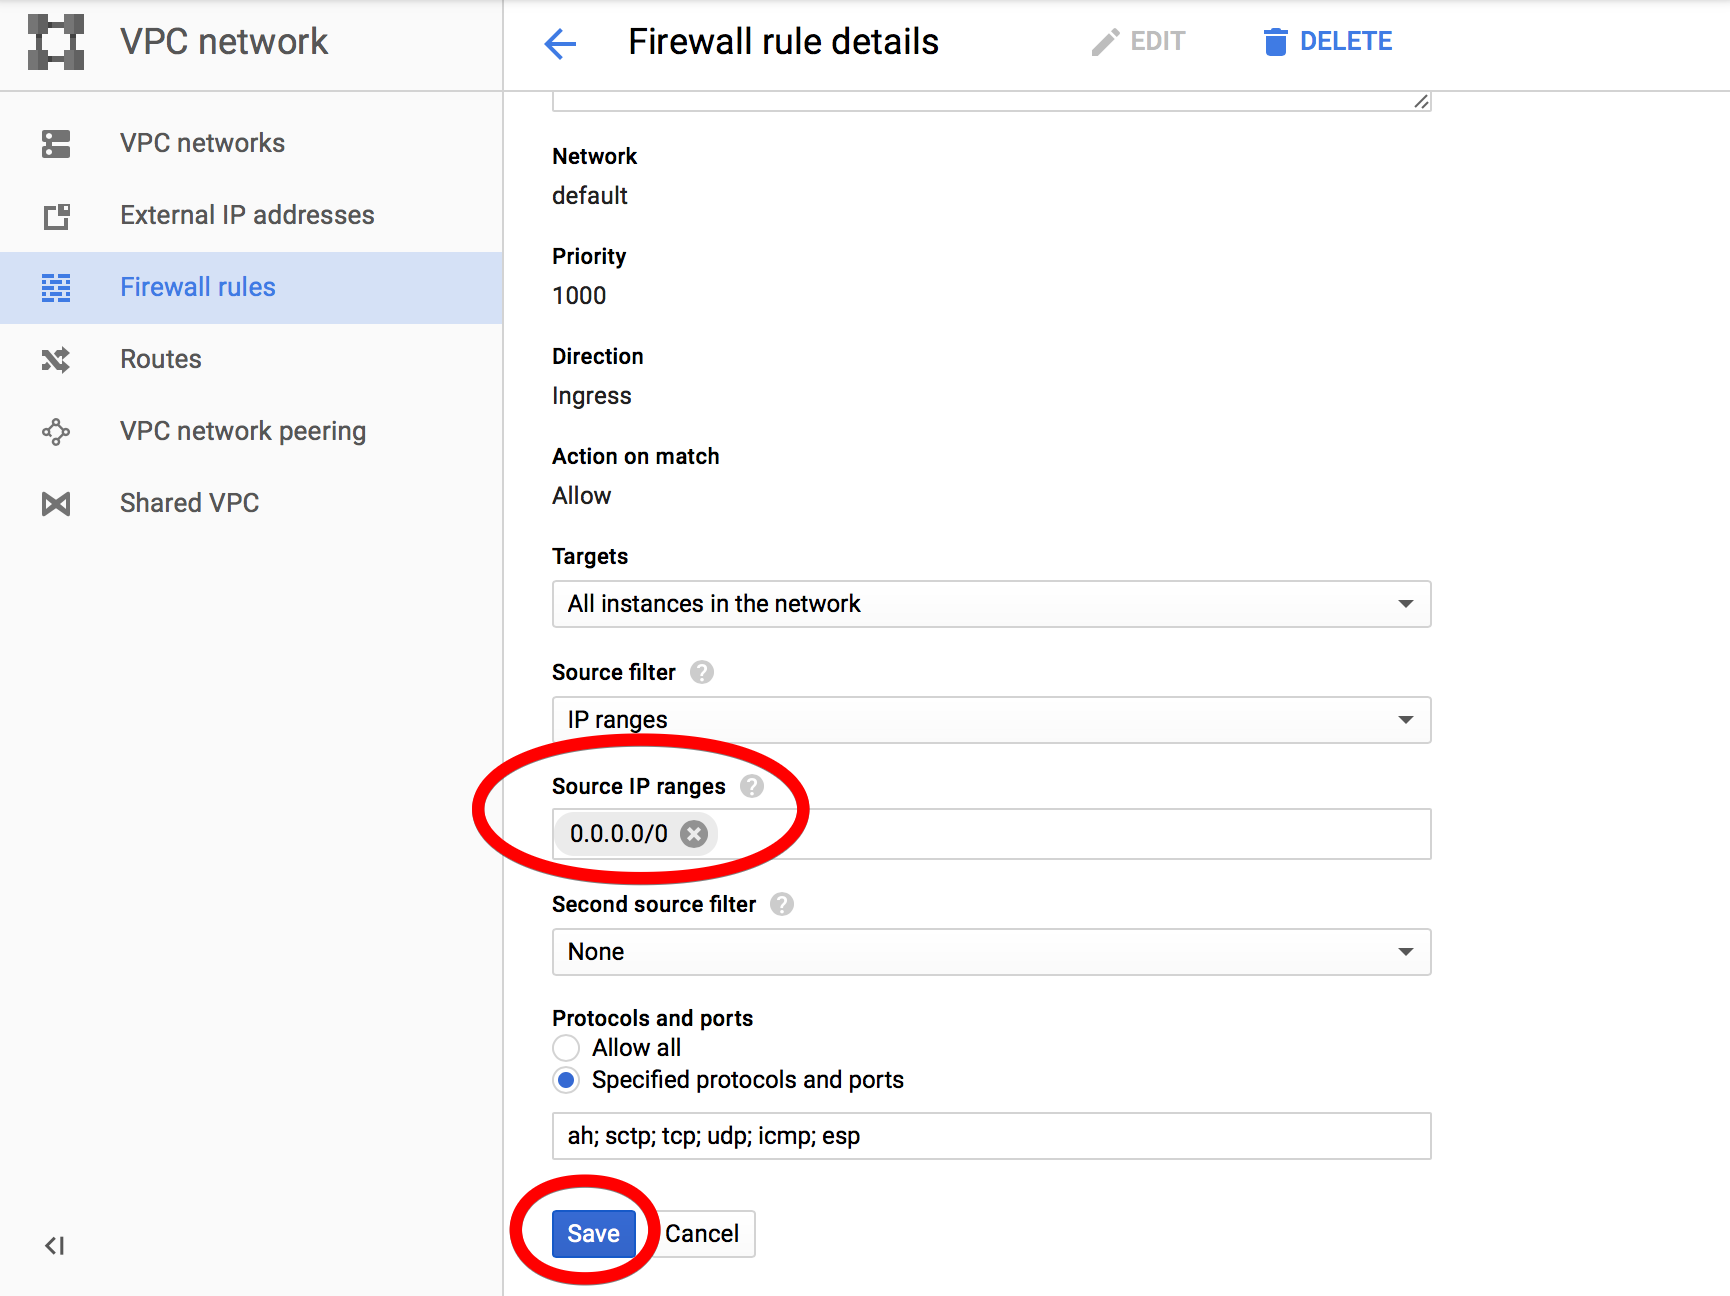 VPC network
Firewall rule details
EDIT
DELETE
VPC networks
External IP addresses
Firewall rules
Routes
VPC network peering
Shared VPC
Network
default
Priority
1000
Direction
Ingress
Action on match
Allow
Targets
All instances in the network
Source filter ?
IP ranges
Source IP ranges ?
0.0.0.0/0
Second source filter ?
None
Protocols and ports
Allow all
Specified protocols and ports
ah; sctp; tcp; udp; icmp; esp
Save
Cancel